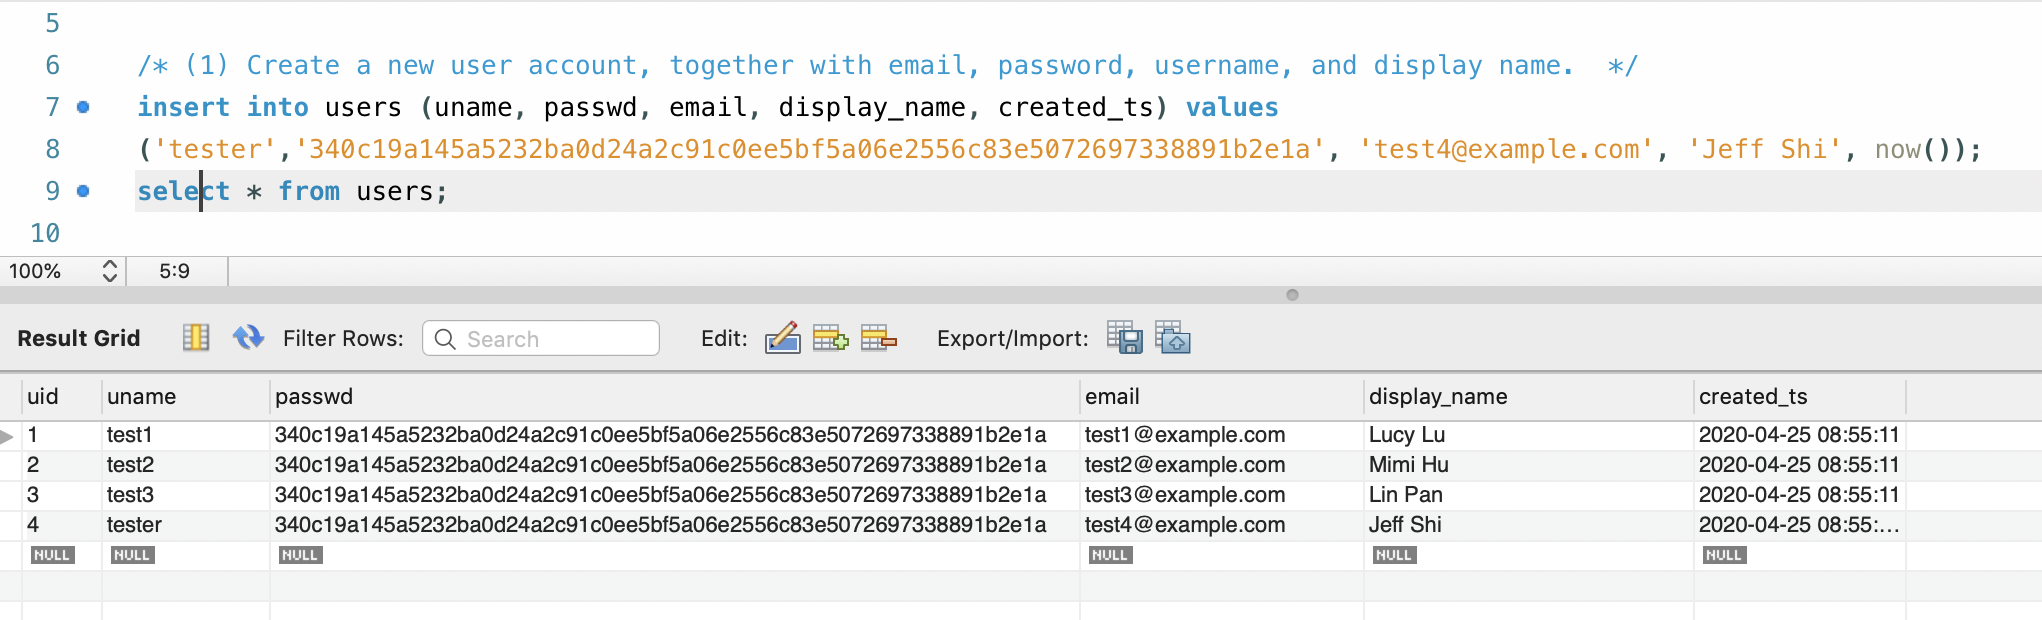 5
6 /* (1) Create a new user account, together with email, password, username, and display name.  */
7 insert into users (uname, passwd, email, display_name, created_ts) values
8 ('tester','340c19a145a5232ba0d24a2c91c0ee5bf5a06e2556c83e5072697338891b2e1a', 'test4@example.com', 'Jeff Shi', now());
9 select * from users;
10
100% 5:9
Result Grid Filter Rows: Search Edit: Export/Import:
uid uname passwd email display_name created_ts
1 test1 340c19a145a5232ba0d24a2c91c0ee5bf5a06e2556c83e5072697338891b2e1a test1@example.com Lucy Lu 2020-04-25 08:55:11
2 test2 340c19a145a5232ba0d24a2c91c0ee5bf5a06e2556c83e5072697338891b2e1a test2@example.com Mimi Hu 2020-04-25 08:55:11
3 test3 340c19a145a5232ba0d24a2c91c0ee5bf5a06e2556c83e5072697338891b2e1a test3@example.com Lin Pan 2020-04-25 08:55:11
4 tester 340c19a145a5232ba0d24a2c91c0ee5bf5a06e2556c83e5072697338891b2e1a test4@example.com Jeff Shi 2020-04-25 08:55:...
NULL NULL NULL NULL NULL NULL